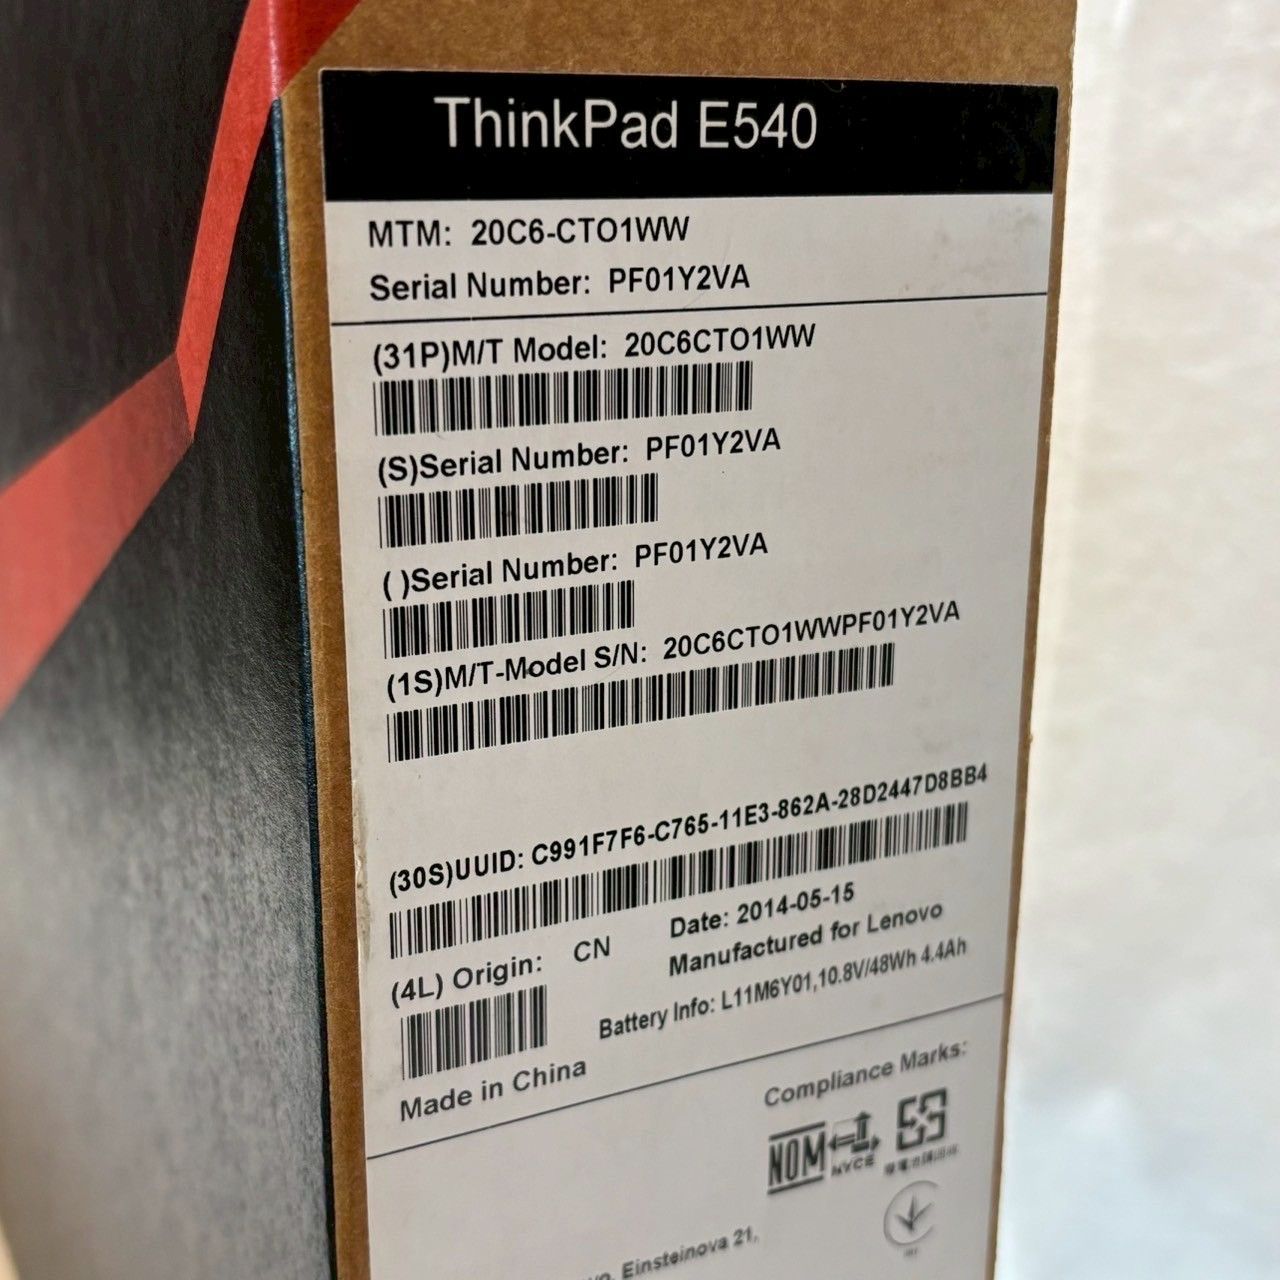 ThinkPad E540
MTM: 20C6-CTO1WW
Serial Number: PF01Y2VA
(31P)M/T Model: 20C6CTO1WW
(S)Serial Number: PF01Y2VA
( )Serial Number: PF01Y2VA
(1S)M/T-Model S/N: 20C6CTO1WWPF01Y2VA
(30S)UUID: C991F7F6-C765-11E3-862A-28D2447D8BB4
Date: 2014-05-15
(4L) Origin: CN
Manufactured for Lenovo
Battery Info: L11M6Y01,10.8V/48Wh 4.4Ah
Made in China
Compliance Marks:
NOM
NYCE
Einsteinova 21,